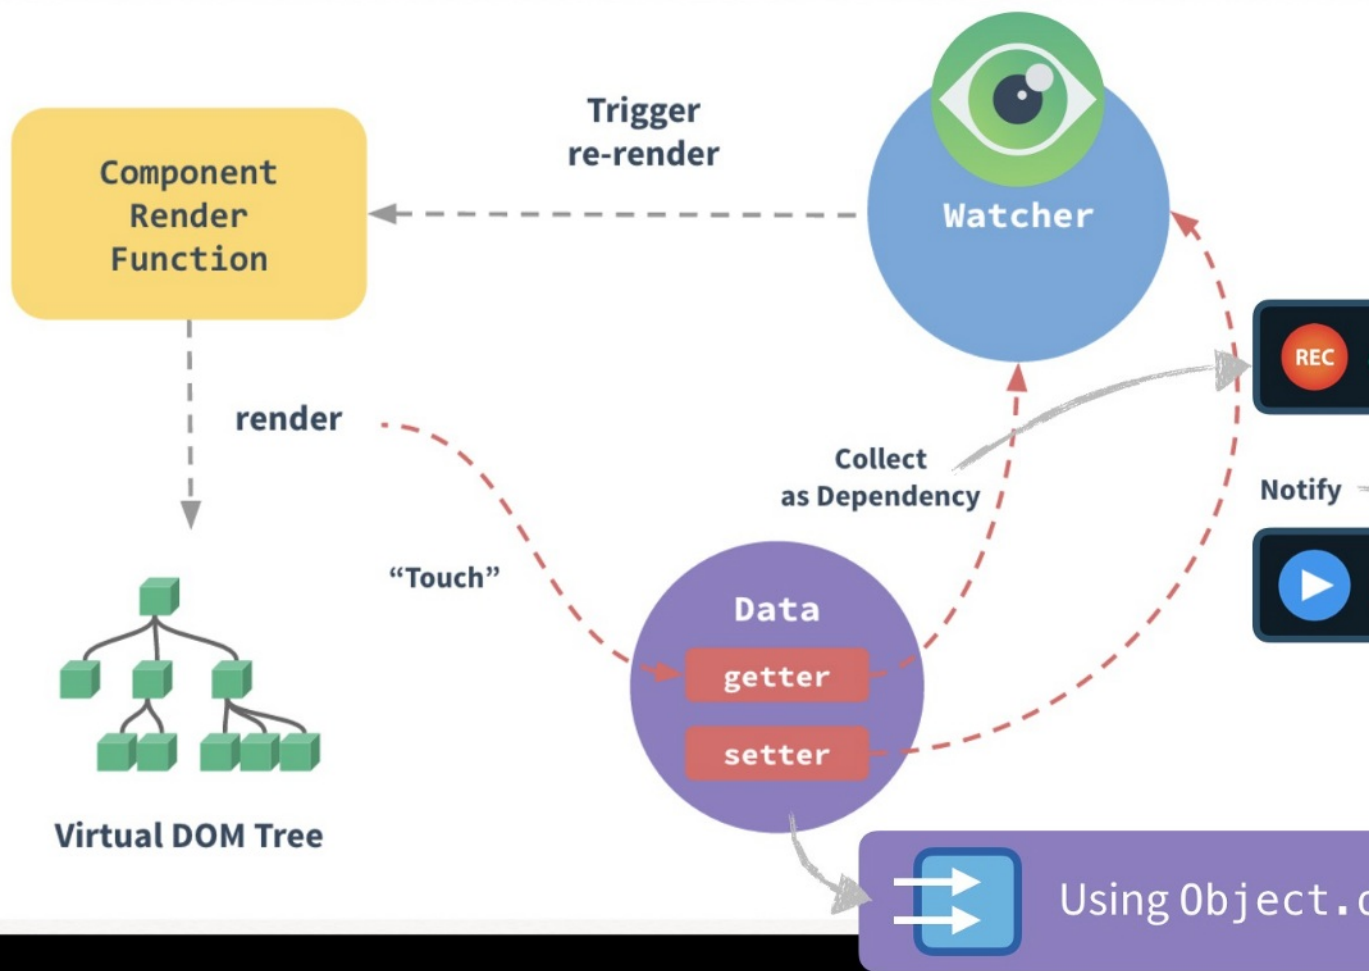 Trigger
re-render
Component
Render
Function
Watcher
REC
render
Collect
as Dependency
Notify
“Touch”
Data
getter
setter
Virtual DOM Tree
Using Object.